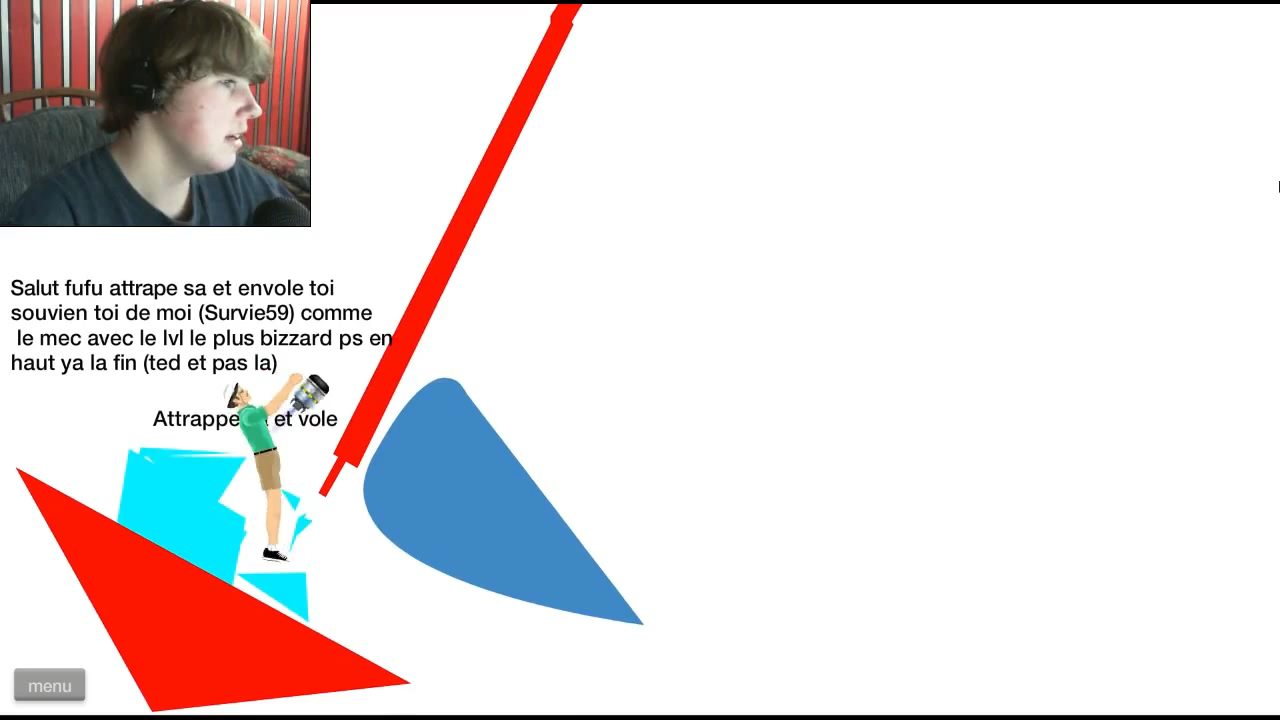 Salut fufu attrape sa et envole toi
souvien toi de moi (Survie59) comme
le mec avec le lvl le plus bizzard ps en
haut ya la fin (ted et pas la)
Attrappe et vole
menu